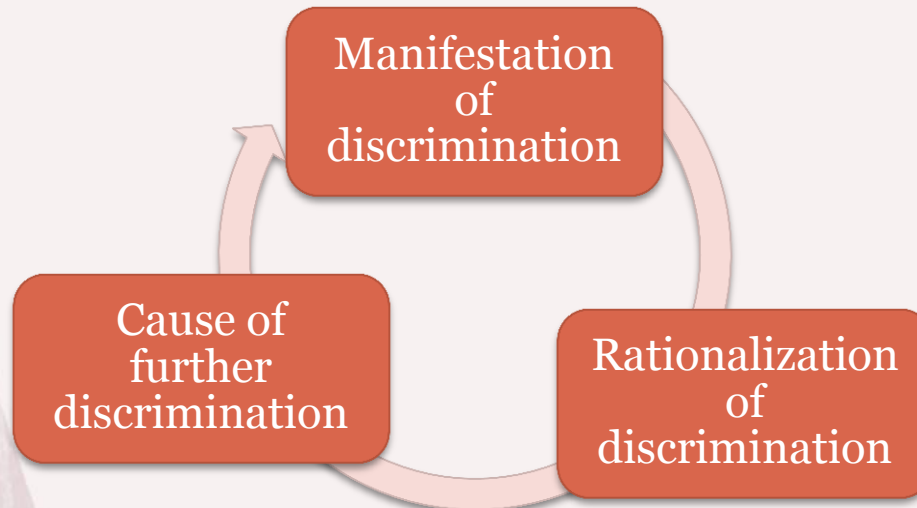 Manifestation
of
discrimination
Rationalization
of
discrimination
Cause of
further
discrimination